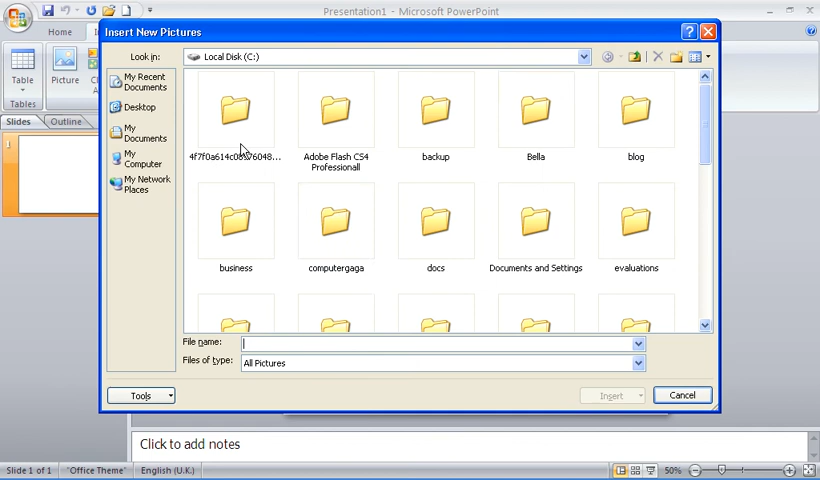 Presentation1 - Microsoft PowerPoint
Home
Insert New Pictures
Look in:
Local Disk (C:)
Table
Tables
Picture
My Recent
Documents
Desktop
My
Documents
My
Computer
My Network
Places
Slides
Outline
1
Adobe Flash CS4
Professionall
backup
Bella
blog
business
computergaga
docs
Documents and Settings
evaluations
File name:
Files of type:
All Pictures
Tools
Insert
Cancel
Click to add notes
Slide 1 of 1
"Office Theme"
English (U.K.)
50%